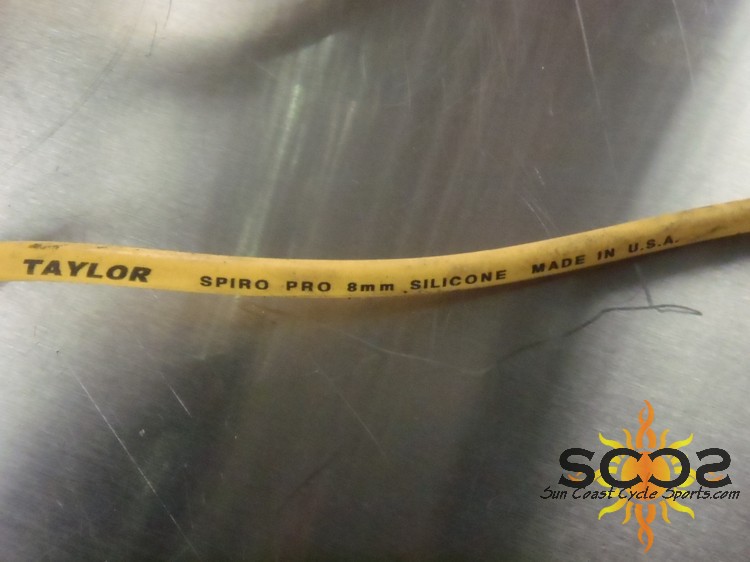 TAYLOR SPIRO PRO 8mm SILICONE MADE IN U.S.A.
SCCS
Sun Coast Cycle Sports.com